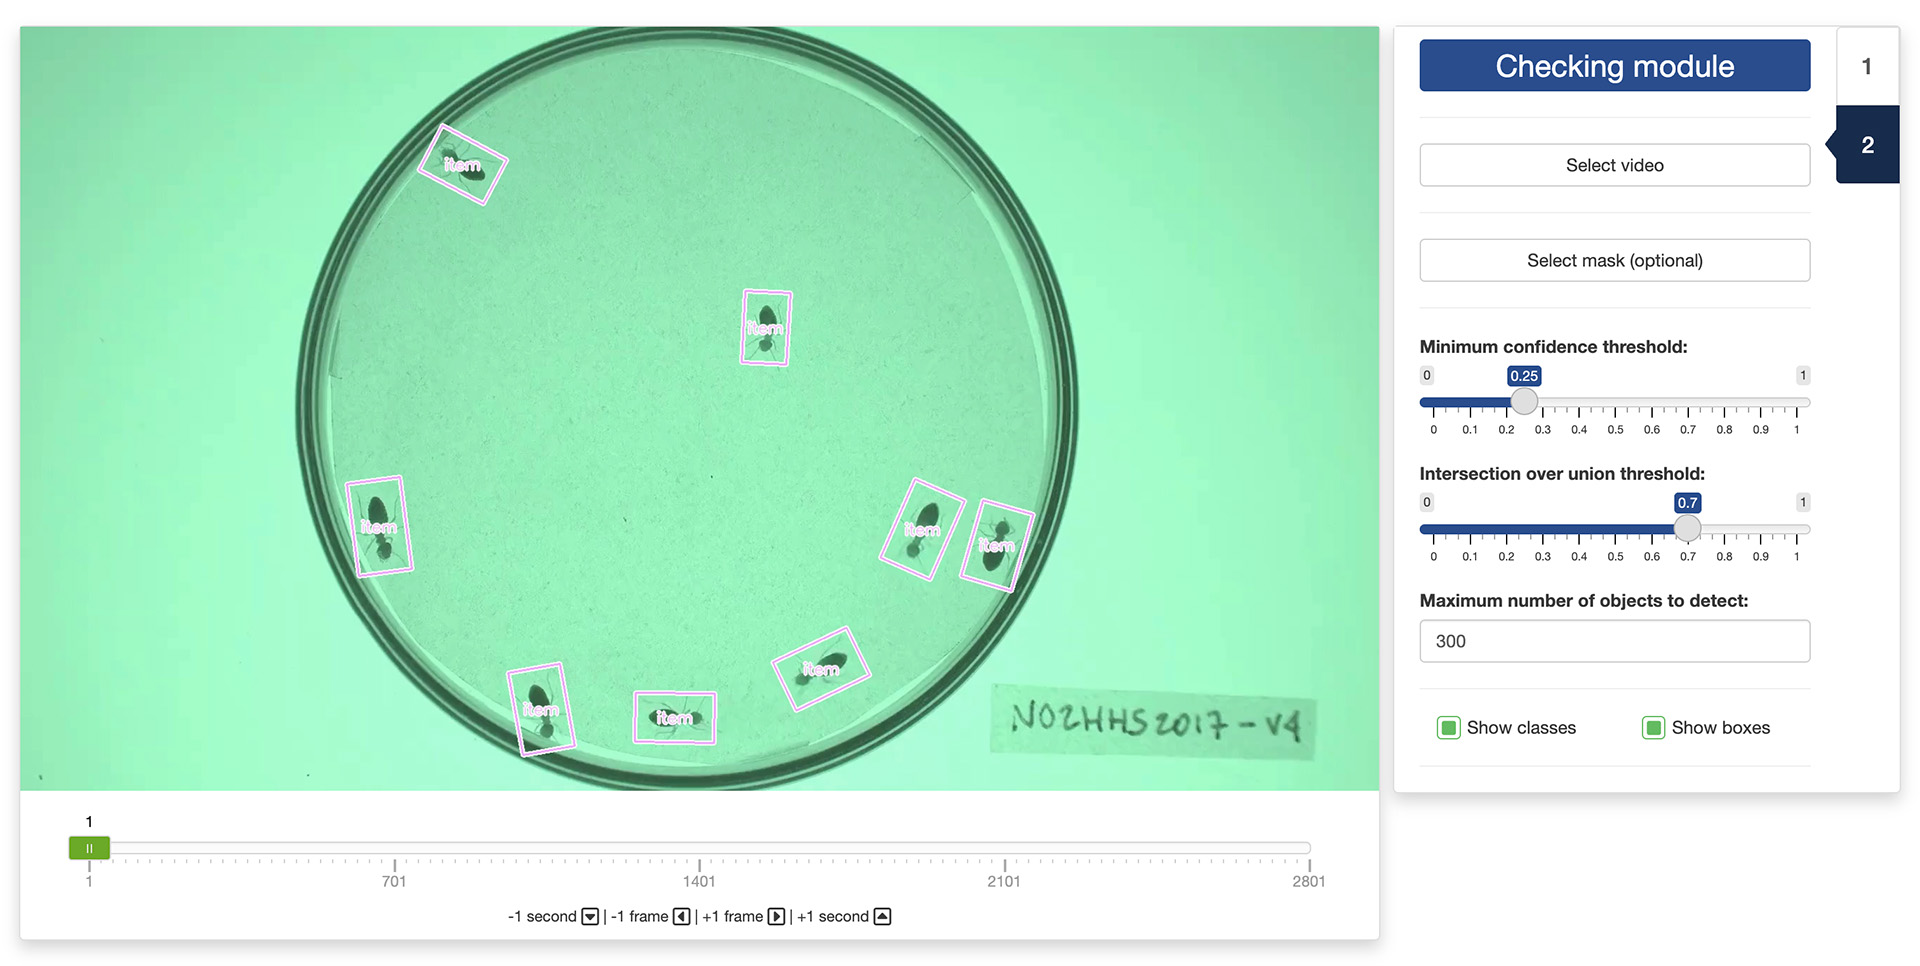 item
item
item
item
item
item
item
item
N02HHS2017-V4
1
1
701
1401
2101
2801
-1 second | -1 frame | +1 frame | +1 second
Checking module
1
2
Select video
Select mask (optional)
Minimum confidence threshold:
0 0.25 1
0 0.1 0.2 0.3 0.4 0.5 0.6 0.7 0.8 0.9 1
Intersection over union threshold:
0 0.7 1
0 0.1 0.2 0.3 0.4 0.5 0.6 0.7 0.8 0.9 1
Maximum number of objects to detect:
300
Show classes Show boxes